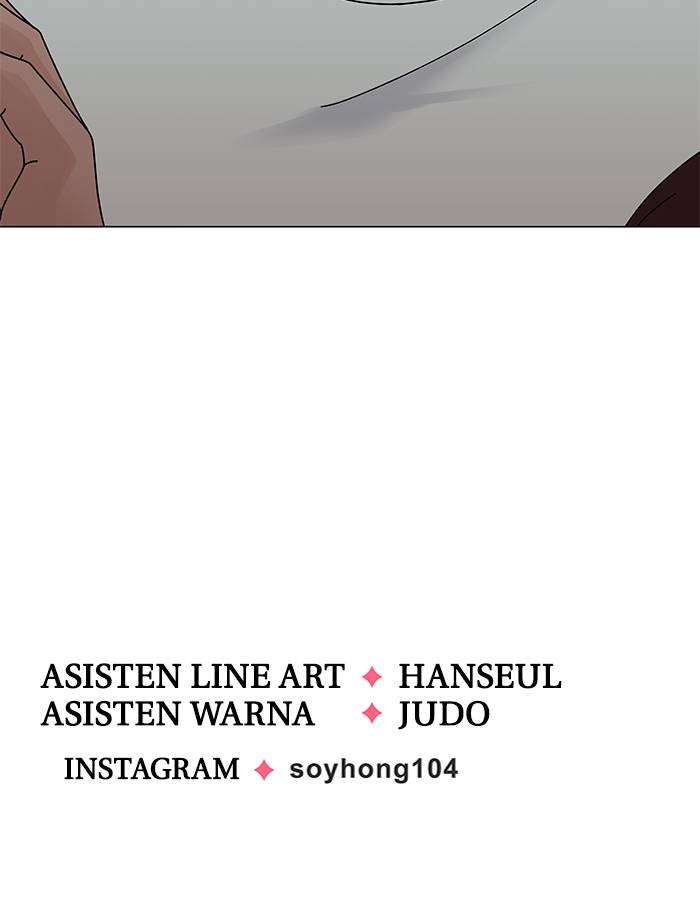 ASISTEN LINE ART ✦ HANSEUL
ASISTEN WARNA ✦ JUDO
INSTAGRAM ✦ soyhong104